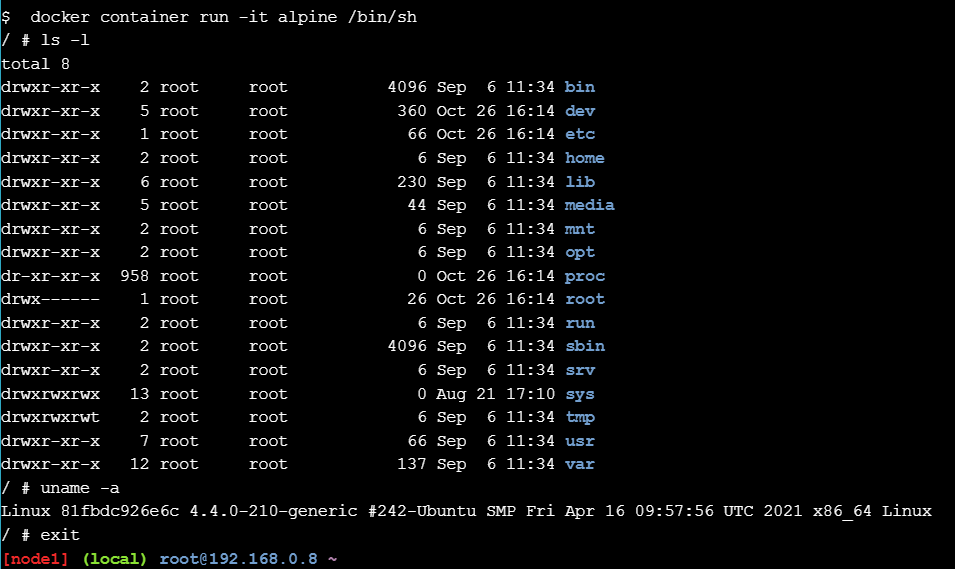 $  docker container run -it alpine /bin/sh
/ # ls -l
total 8
drwxr-xr-x    2 root     root          4096 Sep  6 11:34 bin
drwxr-xr-x    5 root     root           360 Oct 26 16:14 dev
drwxr-xr-x    1 root     root            66 Oct 26 16:14 etc
drwxr-xr-x    2 root     root             6 Sep  6 11:34 home
drwxr-xr-x    6 root     root           230 Sep  6 11:34 lib
drwxr-xr-x    5 root     root            44 Sep  6 11:34 media
drwxr-xr-x    2 root     root             6 Sep  6 11:34 mnt
drwxr-xr-x    2 root     root             6 Sep  6 11:34 opt
dr-xr-xr-x  958 root     root             0 Oct 26 16:14 proc
drwx------    1 root     root            26 Oct 26 16:14 root
drwxr-xr-x    2 root     root             6 Sep  6 11:34 run
drwxr-xr-x    2 root     root          4096 Sep  6 11:34 sbin
drwxr-xr-x    2 root     root             6 Sep  6 11:34 srv
drwxrwxrwx   13 root     root             0 Aug 21 17:10 sys
drwxrwxrwt    2 root     root             6 Sep  6 11:34 tmp
drwxr-xr-x    7 root     root            66 Sep  6 11:34 usr
drwxr-xr-x   12 root     root           137 Sep  6 11:34 var
/ # uname -a
Linux 81fbdc926e6c 4.4.0-210-generic #242-Ubuntu SMP Fri Apr 16 09:57:56 UTC 2021 x86_64 Linux
/ # exit
[node1] (local) root@192.168.0.8 ~